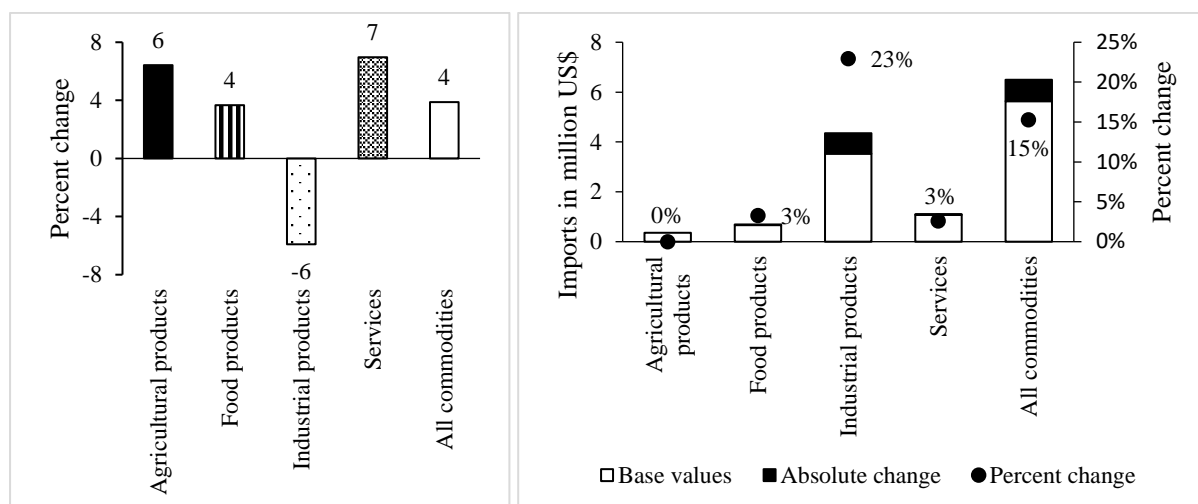 Percent change
8
4
0
-4
-8
6
4
-6
7
4
Agricultural products
Food products
Industrial products
Services
All commodities
Imports in million US$
8
6
4
2
0
0%
3%
23%
3%
15%
25%
20%
15%
10%
5%
0%
Percent change
Agricultural
products
Food products
Industrial products
Services
All commodities
Base values
Absolute change
Percent change